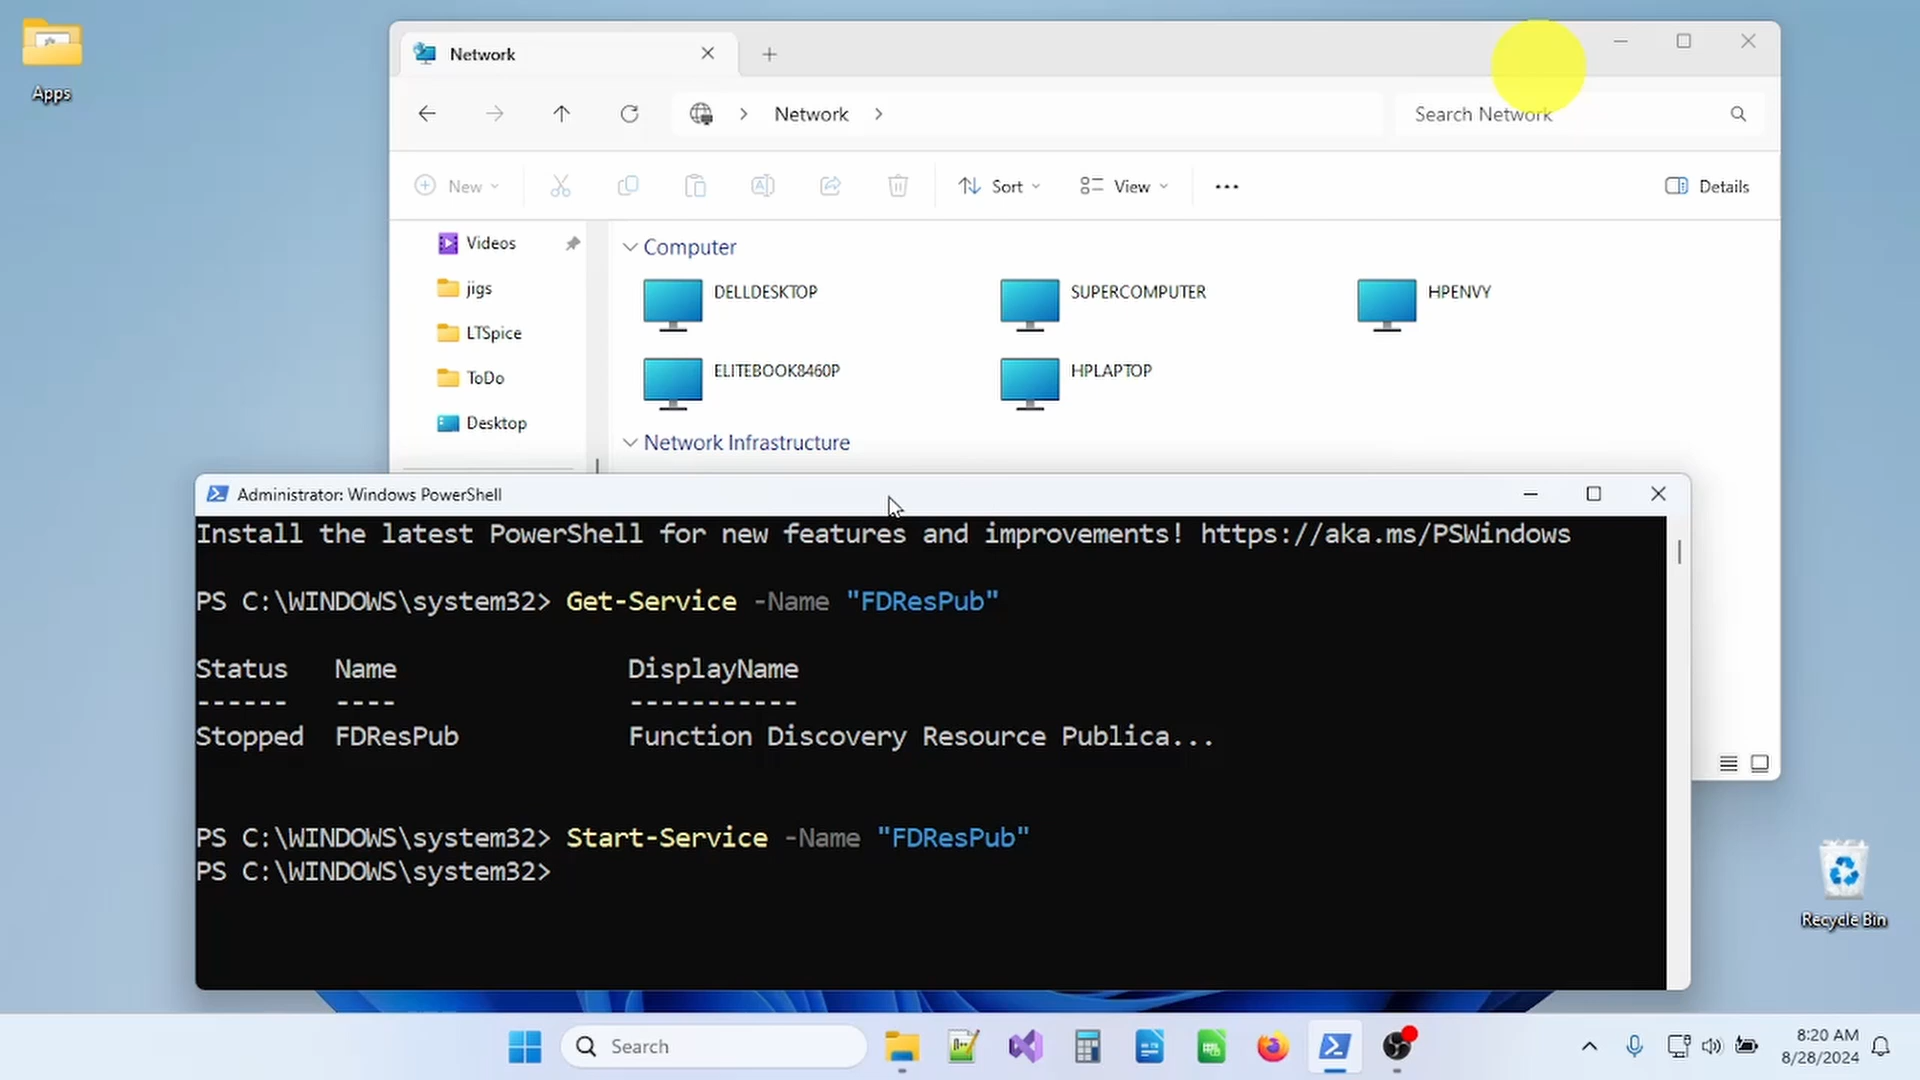 Apps
Network
Network
Search Network
New
Sort
View
Details
Videos
jigs
LTSpice
ToDo
Desktop
Computer
DELLDESKTOP
SUPERCOMPUTER
HPENVY
ELITEBOOK8460P
HPLAPTOP
Network Infrastructure
Administrator: Windows PowerShell
Install the latest PowerShell for new features and improvements! https://aka.ms/PSWindows
PS C:\WINDOWS\system32> Get-Service -Name "FDResPub"
Status Name DisplayName
------ ---- -----------
Stopped FDResPub Function Discovery Resource Publica...
PS C:\WINDOWS\system32> Start-Service -Name "FDResPub"
PS C:\WINDOWS\system32>
Recycle Bin
Search
8:20 AM
8/28/2024